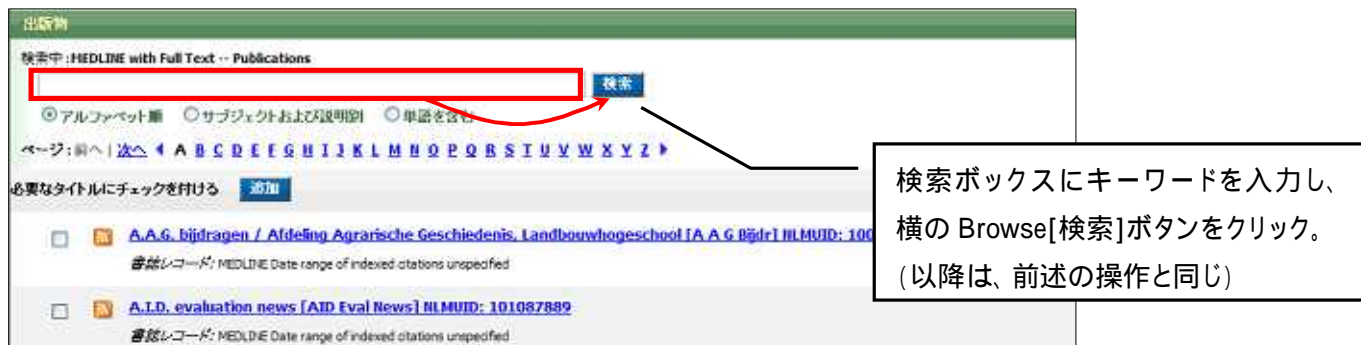 出版物
検索中 :MEDLINE with Full Text -- Publications
検索
アルファベット順 サブジェクトおよび説明別 単語を含む
ページ: 前へ | 次へ A B C D E F G H I J K L M N O P Q R S T U V W X Y Z
必要なタイトルにチェックを付ける 追加
A.A.G. bijdragen / Afdeling Agrarische Geschiedenis, Landbouwhogeschool [A A G Bijdr] NLMUID: 100
書誌レコード: MEDLINE Date range of indexed citations unspecified
A.I.D. evaluation news [AID Eval News] NLMUID: 101087889
書誌レコード: MEDLINE Date range of indexed citations unspecified
検索ボックスにキーワードを入力し、
横の Browse[検索]ボタンをクリック。
(以降は、前述の操作と同じ)